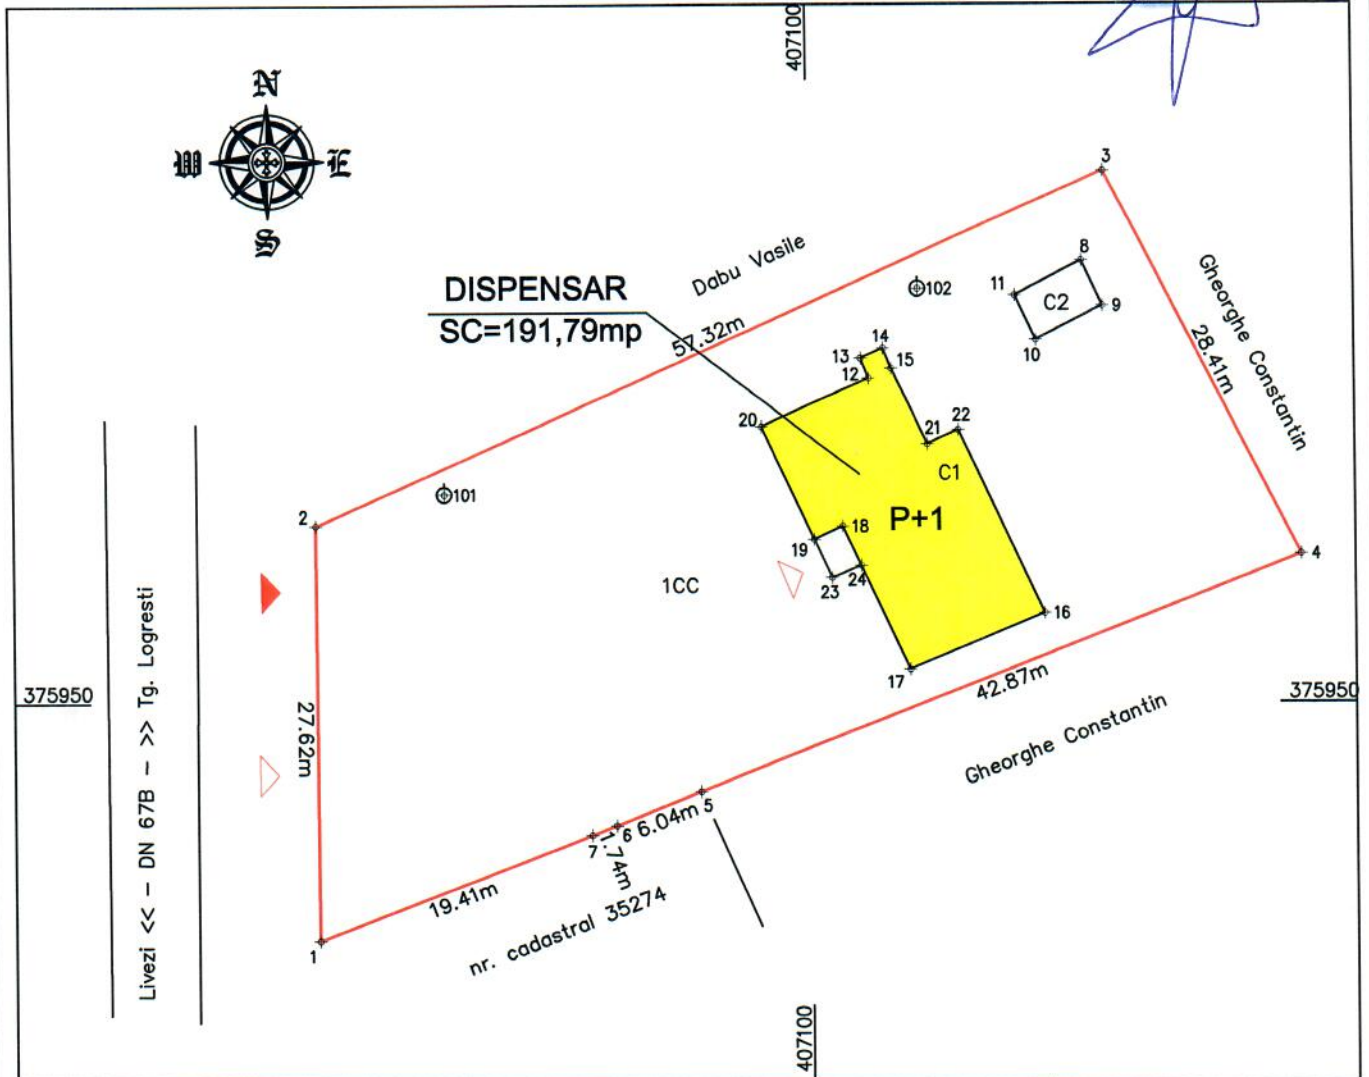 407100
N
W
E
S
3
Dabu Vasile
8
Gheorghe Constantin
11
102
C2
9
DISPENSAR
SC=191,79mp
57.32m
10
28.41m
14
13
15
12
20
22
21
C1
101
2
18
P+1
19
4
24
23
1CC
16
17
42.87m
375950
375950
Livezi << - DN 67B - >> Tg. Logresti
27.62m
Gheorghe Constantin
5
6.04m
6
7
1.74m
19.41m
nr. cadastral 35274
1
407100